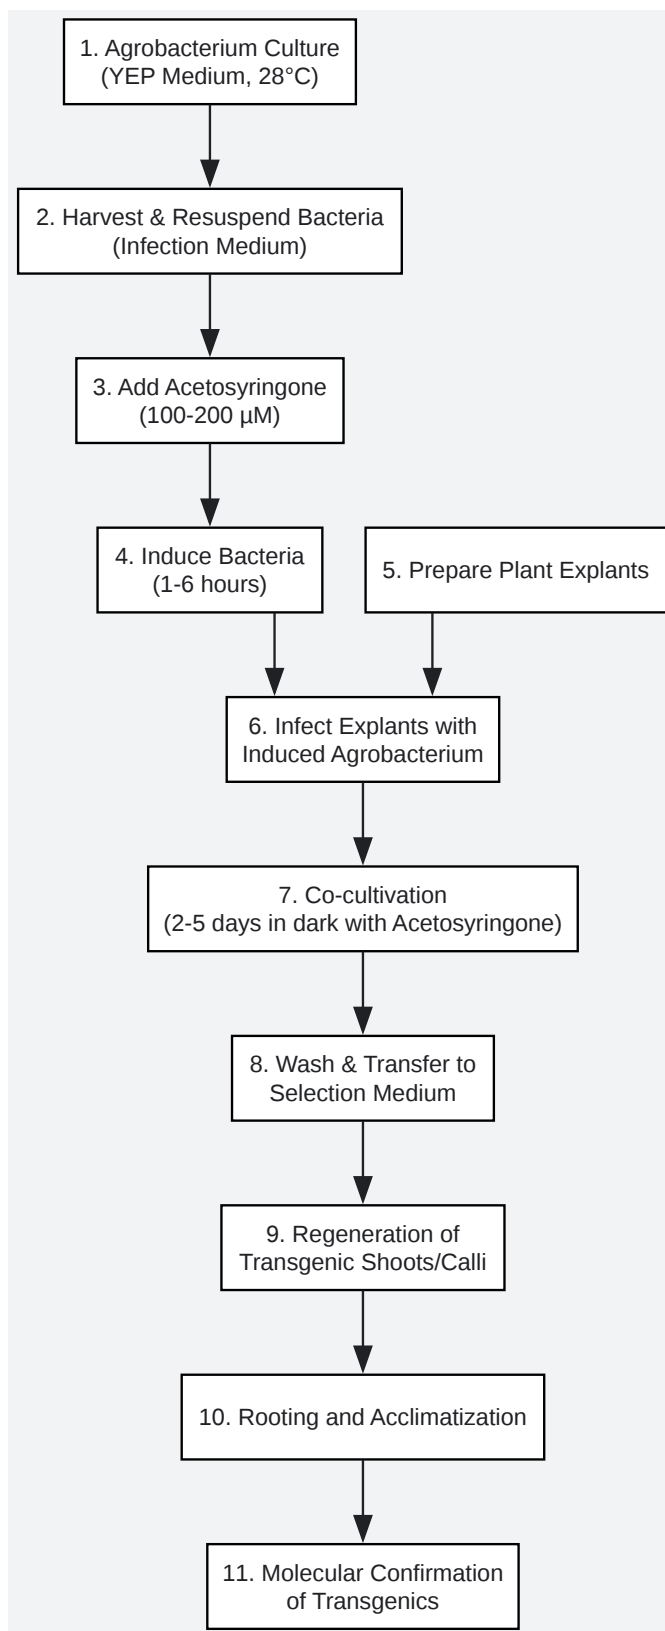 1. Agrobacterium Culture
(YEP Medium, 28°C)
2. Harvest & Resuspend Bacteria
(Infection Medium)
3. Add Acetosyringone
(100-200 µM)
4. Induce Bacteria
(1-6 hours)
5. Prepare Plant Explants
6. Infect Explants with
Induced Agrobacterium
7. Co-cultivation
(2-5 days in dark with Acetosyringone)
8. Wash & Transfer to
Selection Medium
9. Regeneration of
Transgenic Shoots/Calli
10. Rooting and Acclimatization
11. Molecular Confirmation
of Transgenics